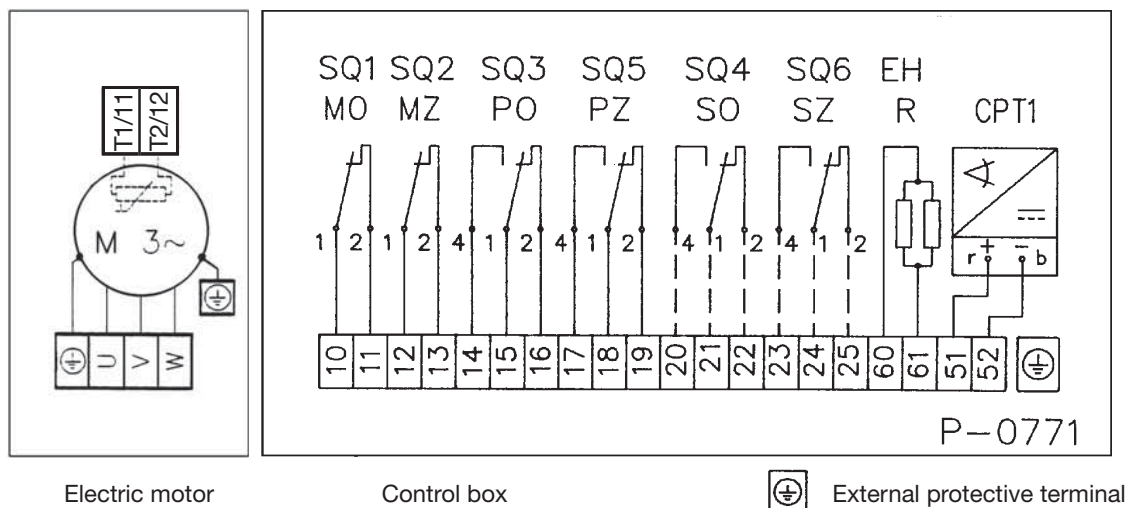 T1/11 T2/12
M 3~
U V W
SQ1 SQ2 SQ3 SQ5 SQ4 SQ6 EH
MO MZ PO PZ SO SZ R CPT1
r + − b
1 2 1 2 4 1 2 4 1 2 4 1 2 4 1 2
10 11 12 13 14 15 16 17 18 19 20 21 22 23 24 25 60 61 51 52
P-0771
Electric motor Control box External protective terminal